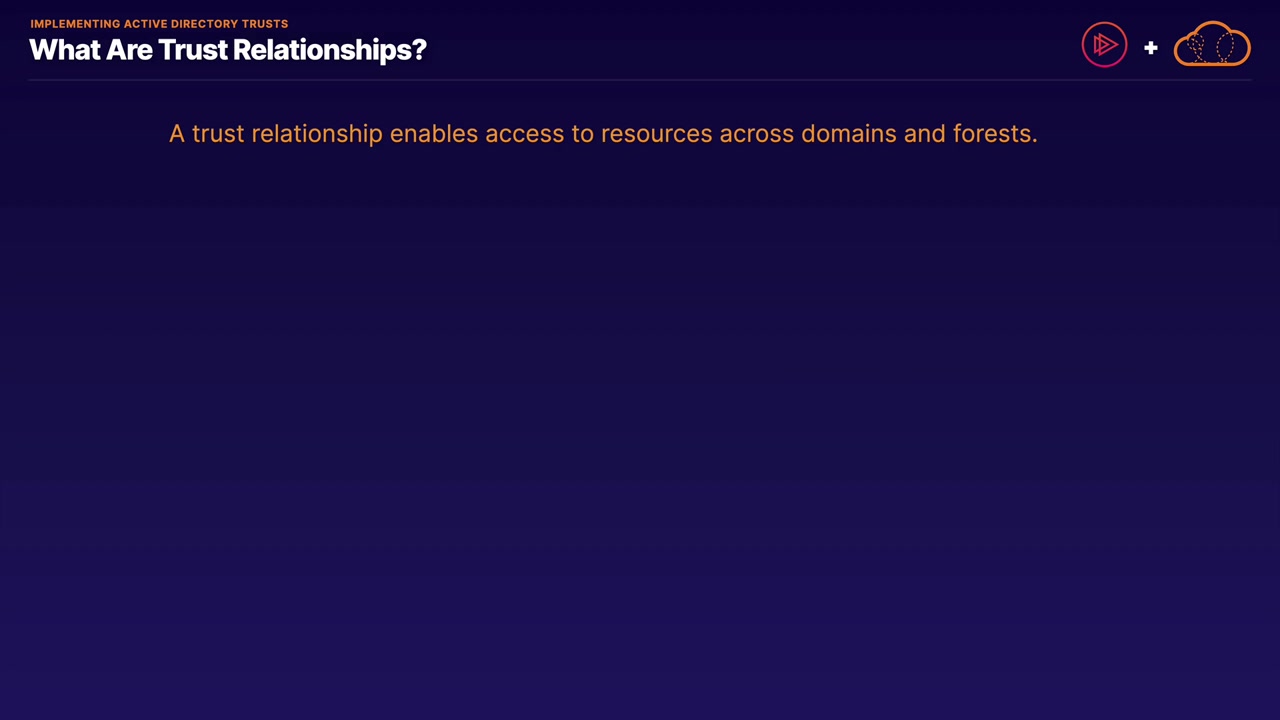 IMPLEMENTING ACTIVE DIRECTORY TRUSTS
What Are Trust Relationships?
+
A trust relationship enables access to resources across domains and forests.